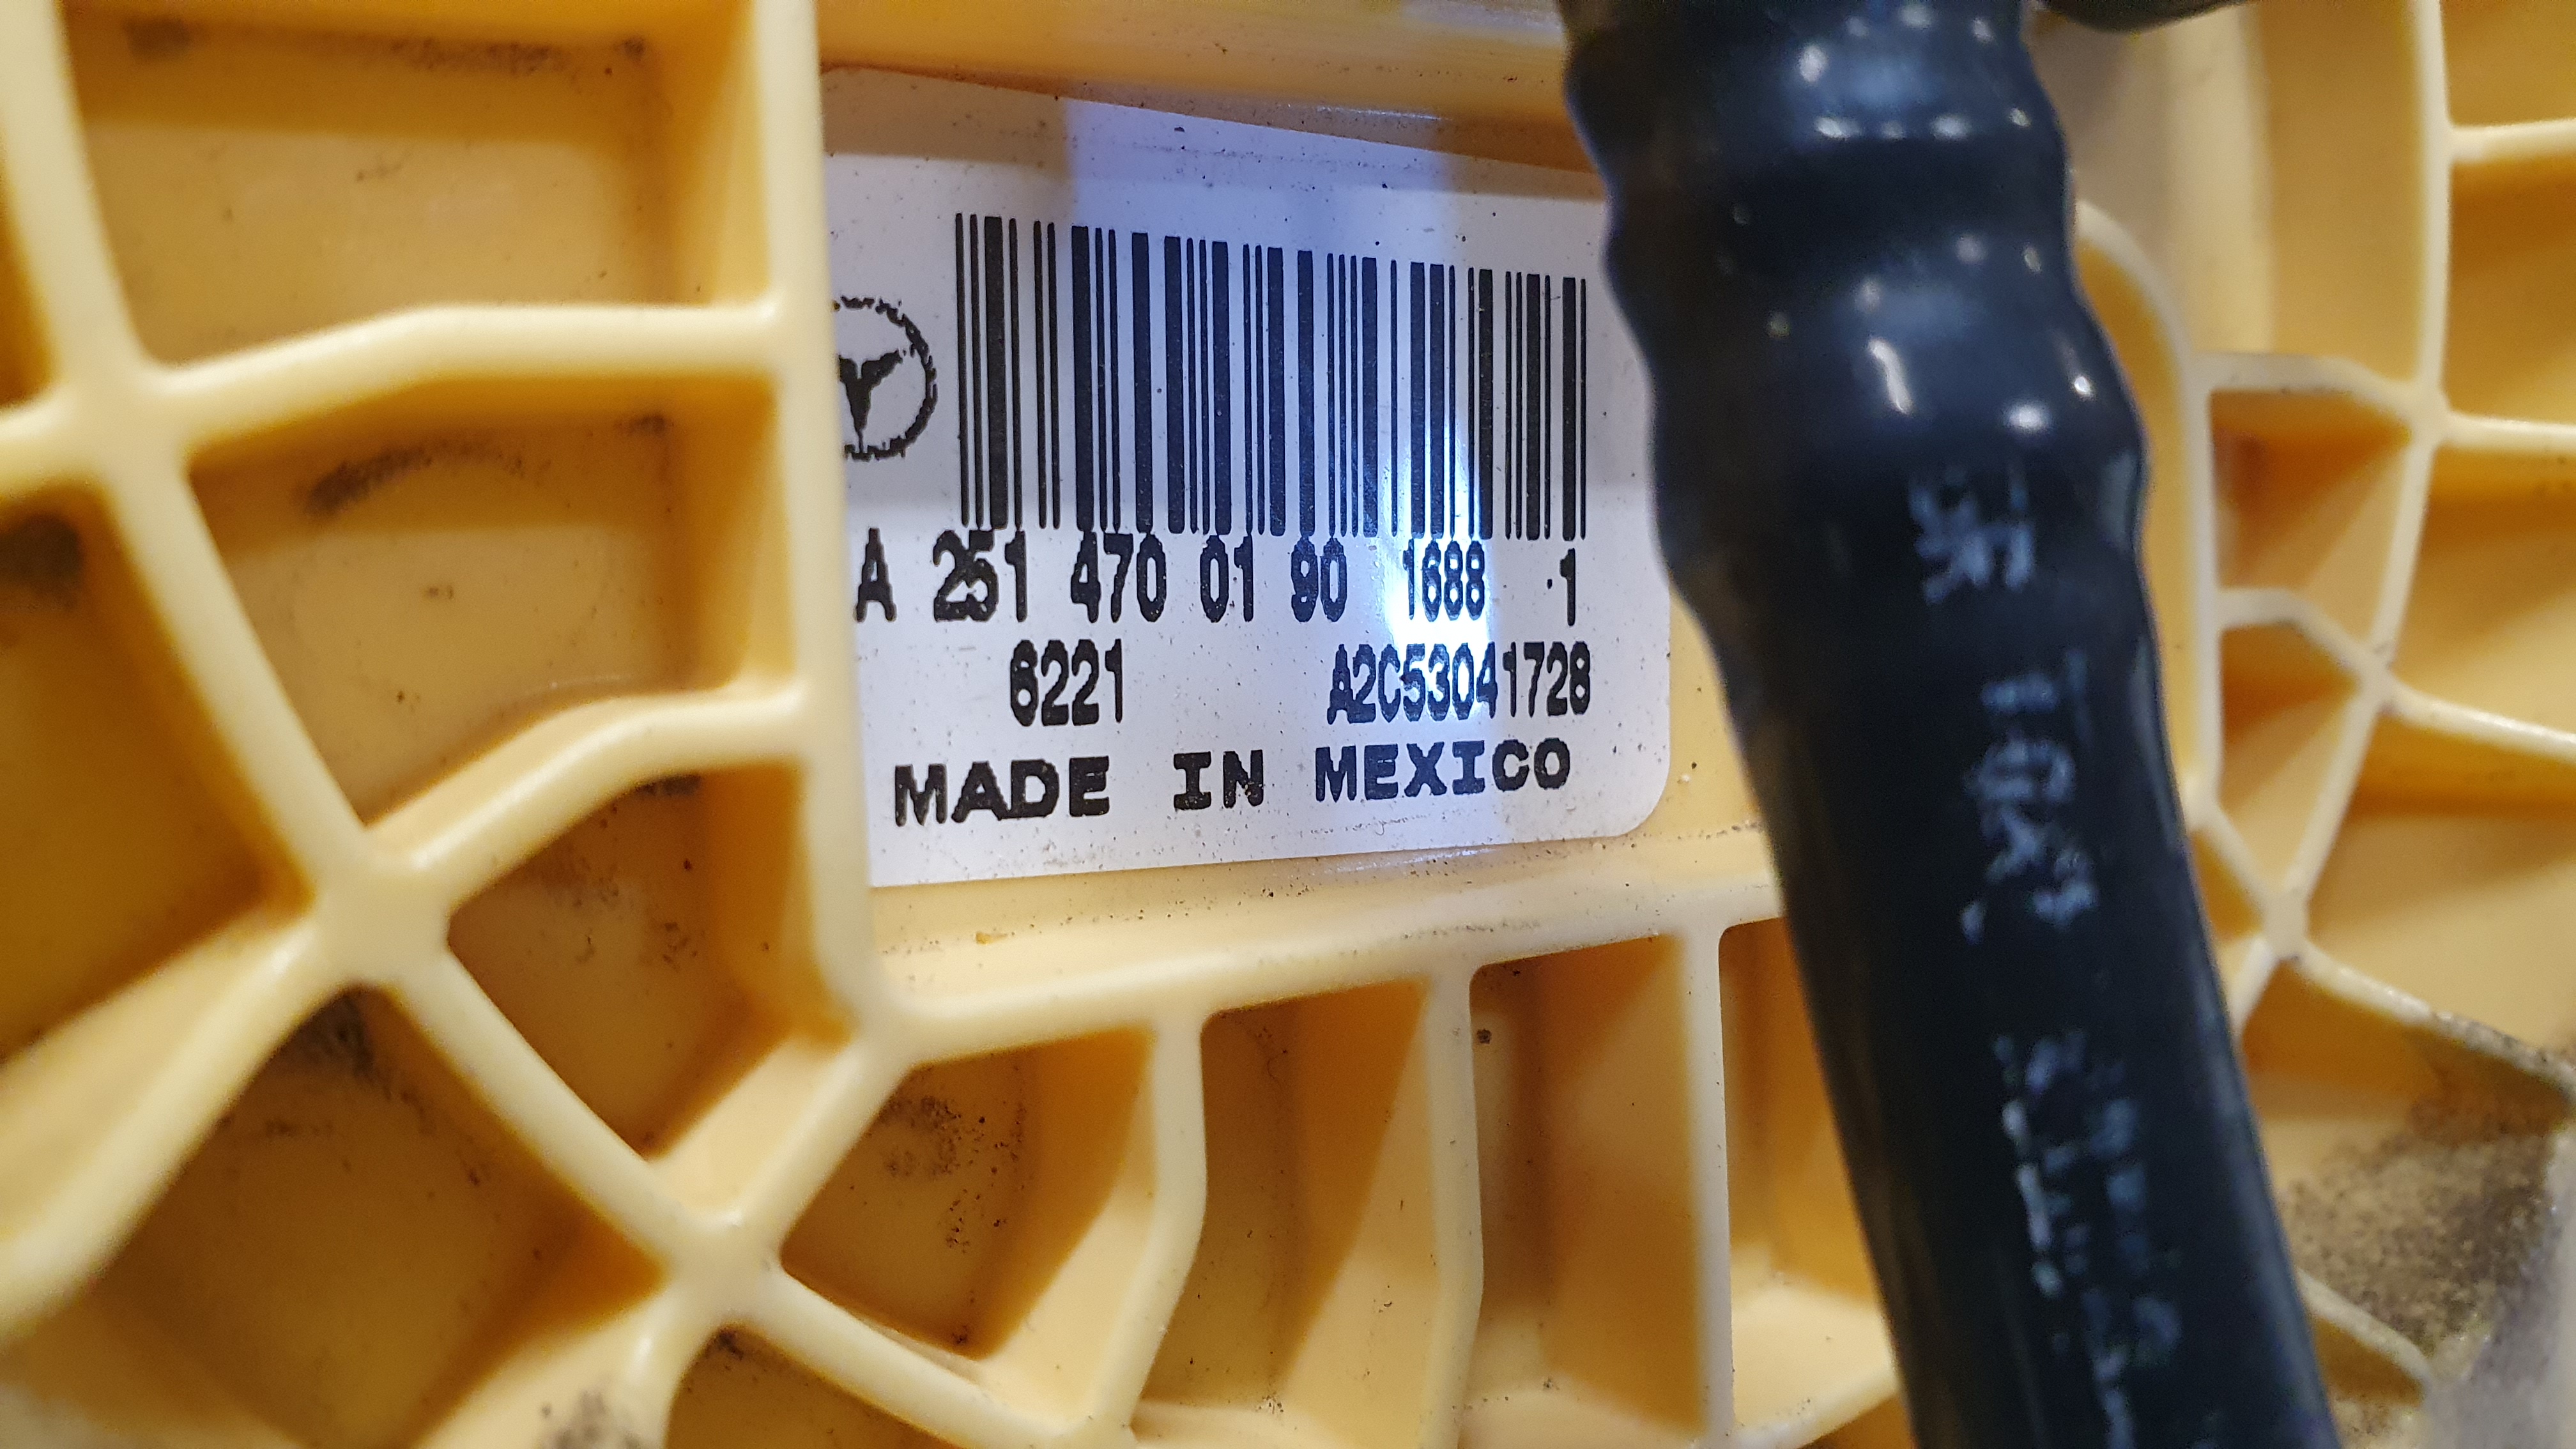 A 251 470 01 90 1688 1
6221 A2C53041728
MADE IN MEXICO